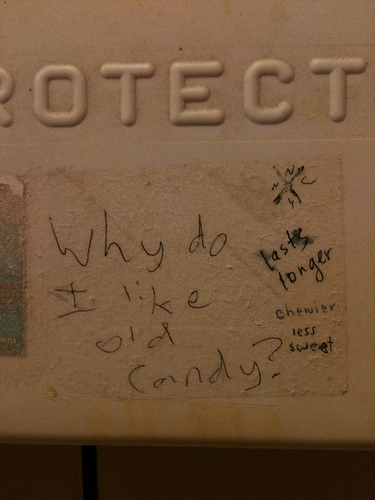 ROTECT
Why do
I like
old
candy?
lasts
longer
chewier
less
sweet